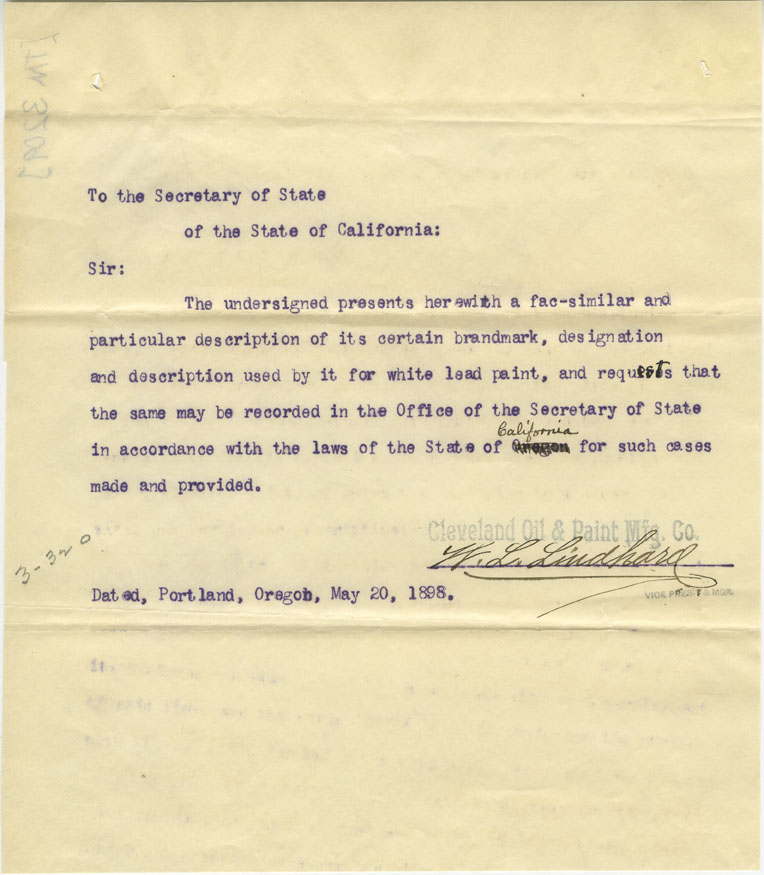 To the Secretary of State
of the State of California:
Sir:
The undersigned presents herewith a fac-similar and
particular description of its certain brandmark, designation
and description used by it for white lead paint, and requests that
the same may be recorded in the Office of the Secretary of State
California
in accordance with the laws of the State of Oregon for such cases
made and provided.
Cleveland Oil & Paint Mfg. Co.
W. L. Lindhard
3-320
VICE PREST & MGR.
Dated, Portland, Oregon, May 20, 1898.